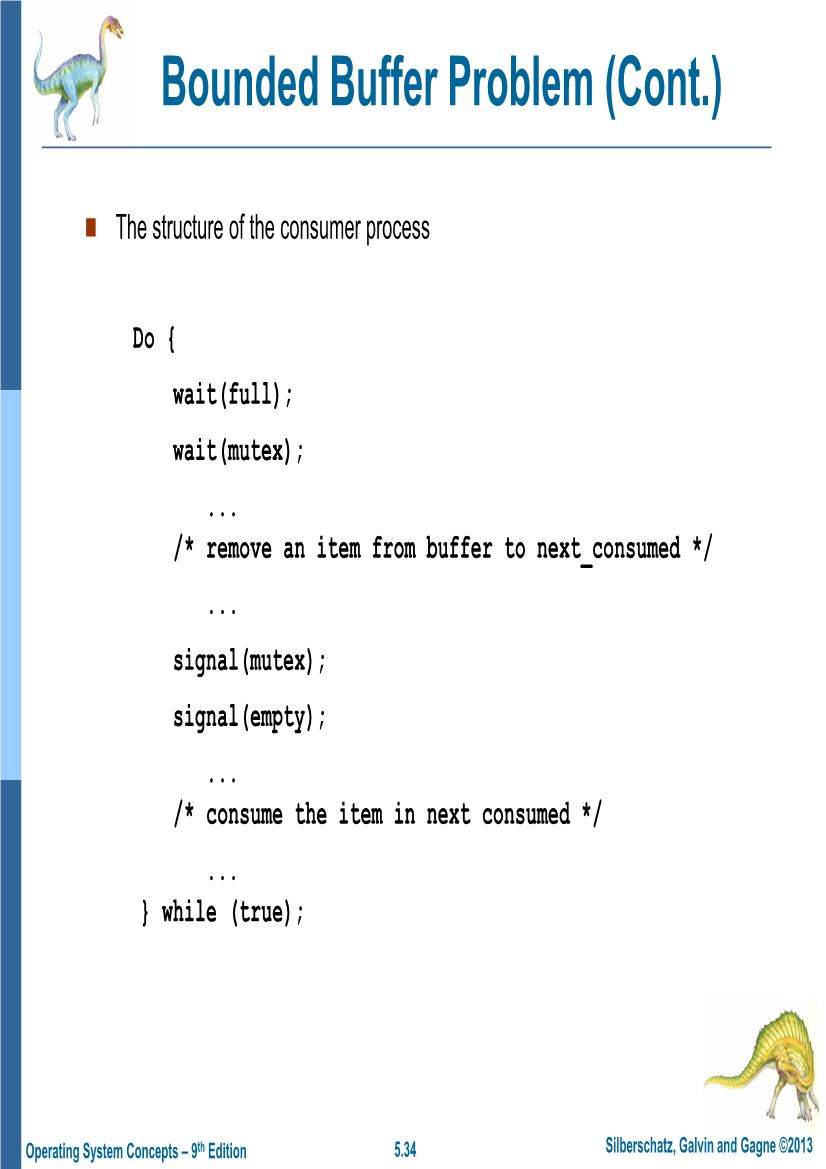 Bounded Buffer Problem (Cont.)
The structure of the consumer process
Do {
wait(full);
wait(mutex);
...
/* remove an item from buffer to next_consumed */
...
signal(mutex);
signal(empty);
...
/* consume the item in next consumed */
...
} while (true);
Operating System Concepts – 9th Edition
5.34
Silberschatz, Galvin and Gagne ©2013